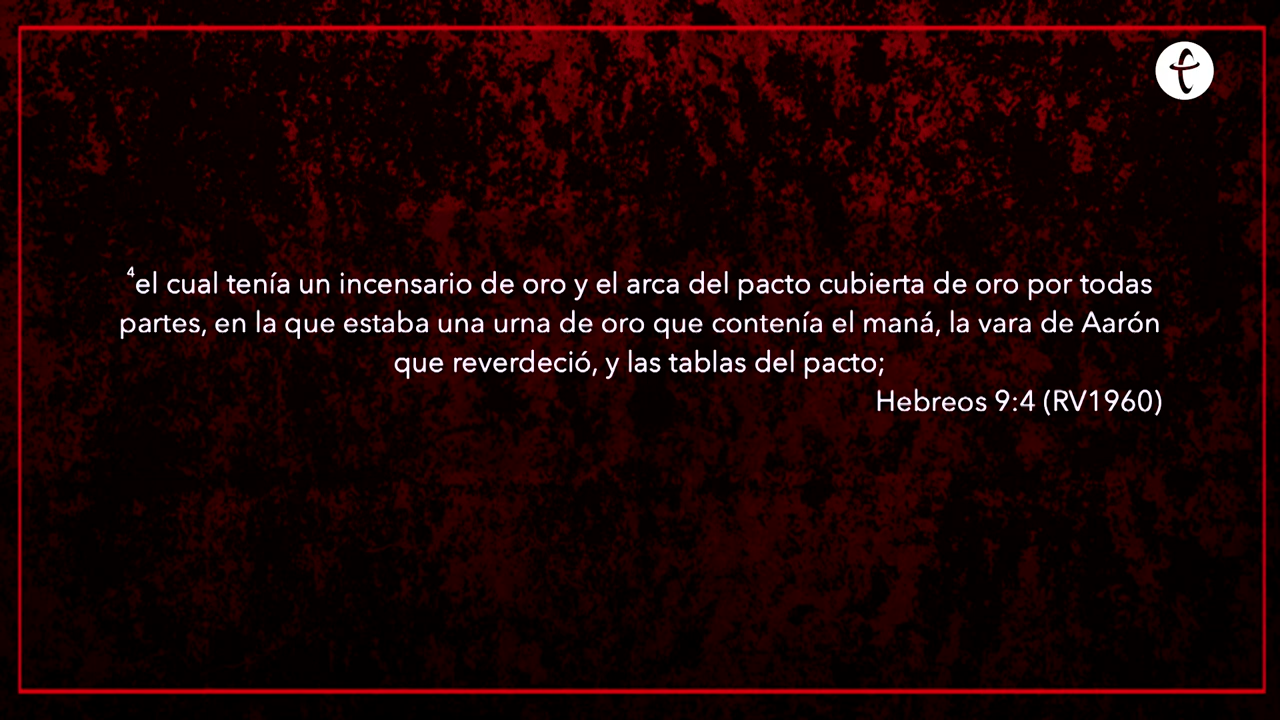 ⁴el cual tenía un incensario de oro y el arca del pacto cubierta de oro por todas
partes, en la que estaba una urna de oro que contenía el maná, la vara de Aarón
que reverdeció, y las tablas del pacto;
Hebreos 9:4 (RV1960)